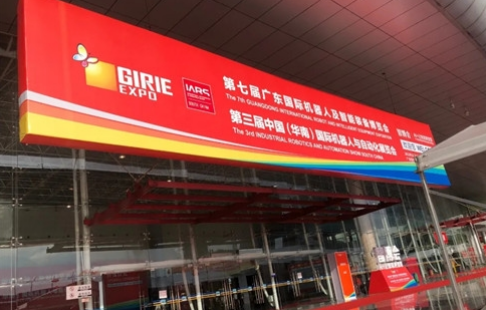 GIRIE
EXPO
IARS
第七届广东国际机器人及智能装备博览会
The 7th GUANGDONG INTERNATIONAL ROBOT AND INTELLIGENT EQUIPMENT EXPOSITION
第三届中国(华南)国际机器人与自动化展览会
The 3rd INDUSTRIAL ROBOTICS AND AUTOMATION SHOW SOUTH CHINA